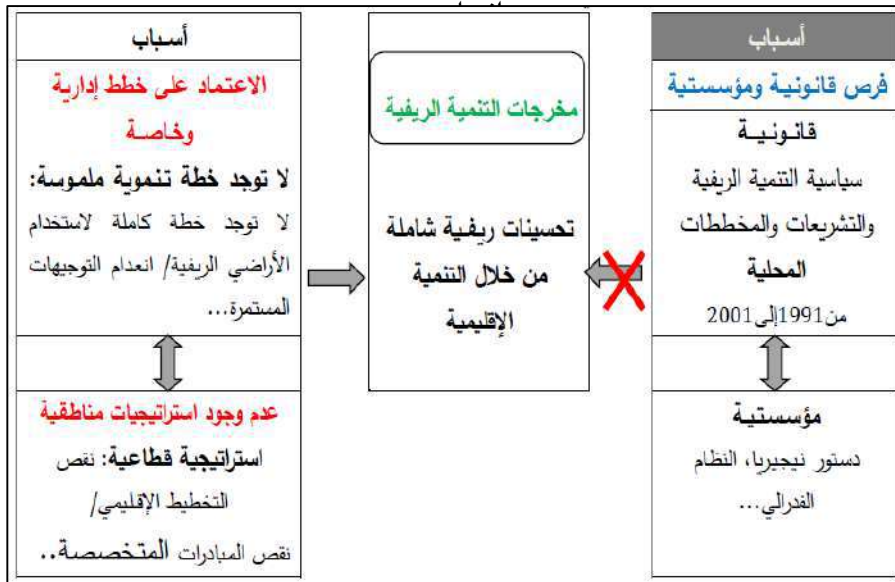 أسباب
فرص قانونية ومؤسستية
قانونية
سياسية التنمية الريفية
والتشريعات والمخططات
المحلية
من1991إلى2001
مؤسستية
دستور نيجيريا، النظام
الفدرالي...
مخرجات التنمية الريفية
تحسينات ريفية شاملة
من خلال التنمية
الإقليمية
أسباب
الاعتماد على خطط إدارية
وخاصة
لا توجد خطة تنموية ملموسة:
لا توجد خطة كاملة لاستخدام
الأراضي الريفية/ انعدام التوجيهات
المستمرة...
عدم وجود استراتيجيات مناطقية
استراتيجية قطاعية: نقص
التخطيط الإقليمي/
نقص المبادرات المتخصصة..